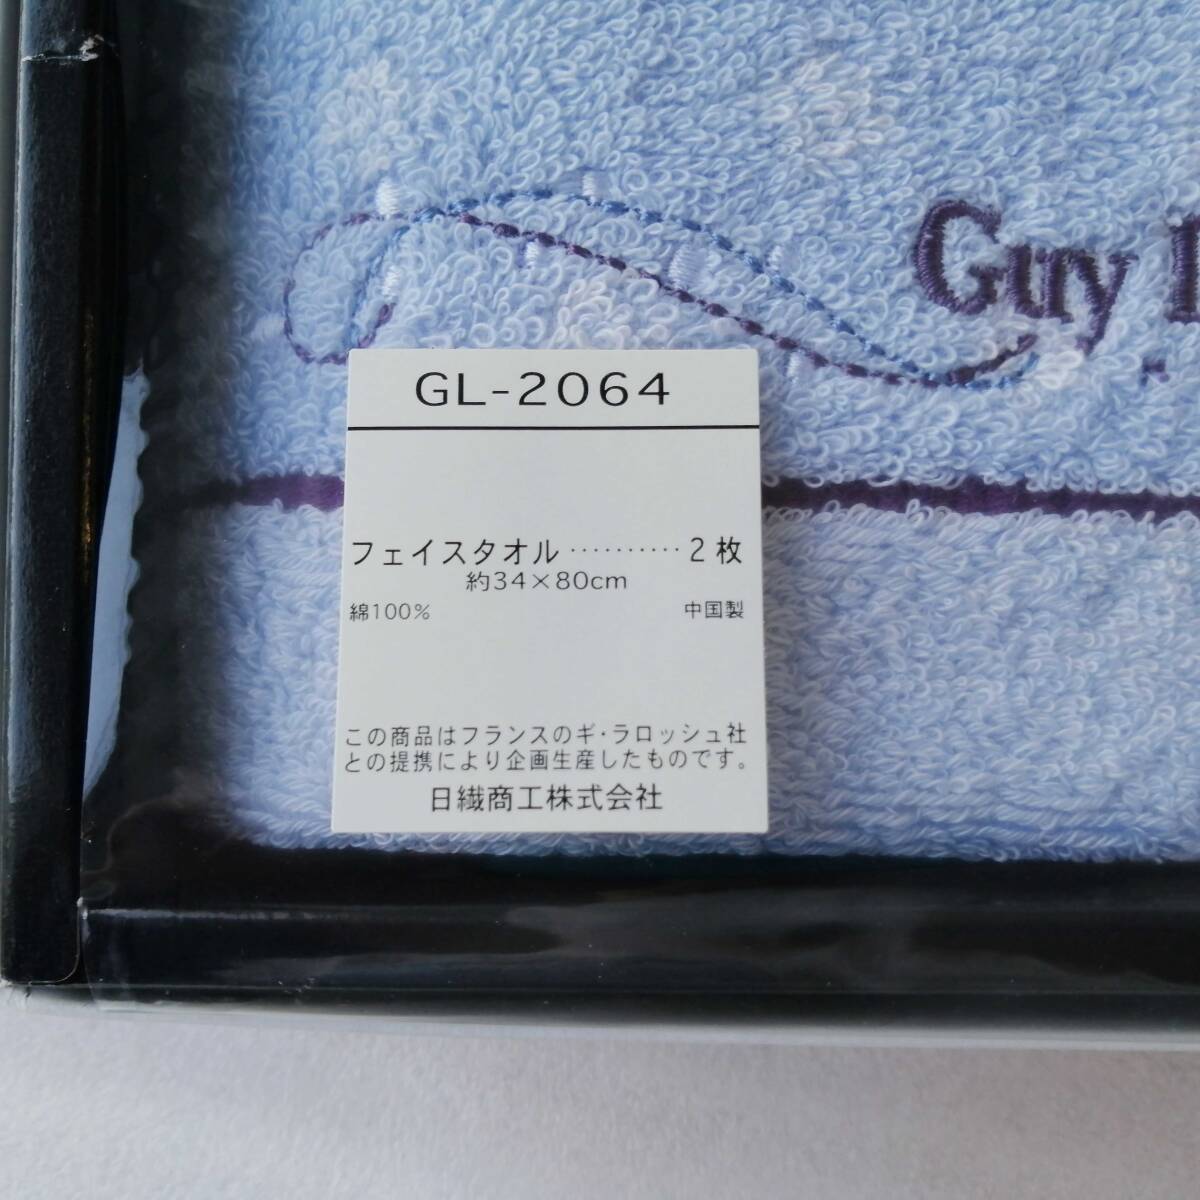 Guy
GL-2064
フェイスタオル ………… 2 枚
約34×80cm
綿100% 中国製
この商品はフランスのギ・ラロッシュ社
との提携により企画生産したものです。
日繊商工株式会社